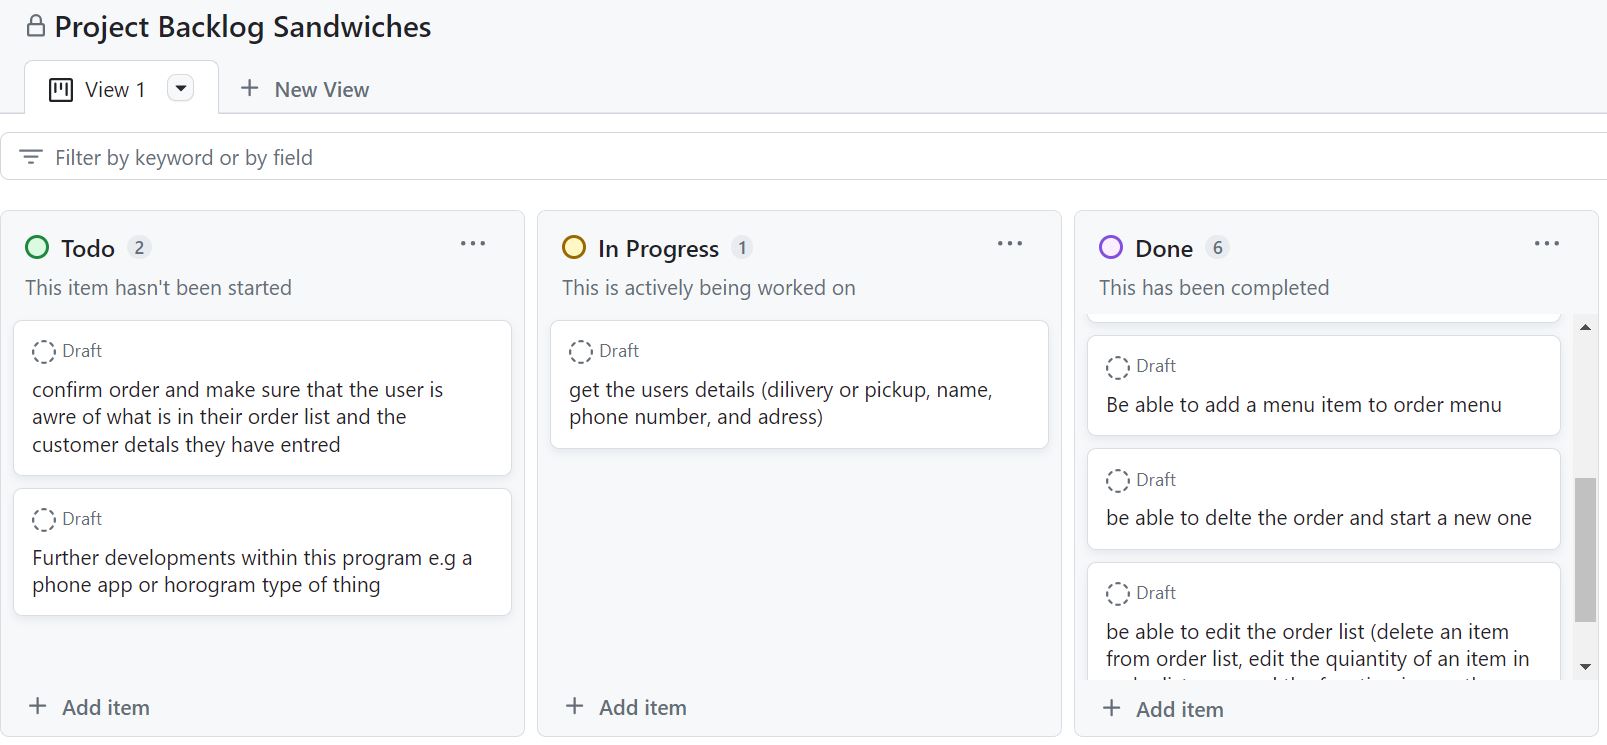 Project Backlog Sandwiches
View 1
New View
Filter by keyword or by field
Todo 2
This item hasn't been started
Draft
confirm order and make sure that the user is
awre of what is in their order list and the
customer detals they have entred
Draft
Further developments within this program e.g a
phone app or horogram type of thing
Add item
In Progress 1
This is actively being worked on
Draft
get the users details (dilivery or pickup, name,
phone number, and adress)
Add item
Done 6
This has been completed
Draft
Be able to add a menu item to order menu
Draft
be able to delte the order and start a new one
Draft
be able to edit the order list (delete an item
from order list, edit the quiantity of an item in
Add item